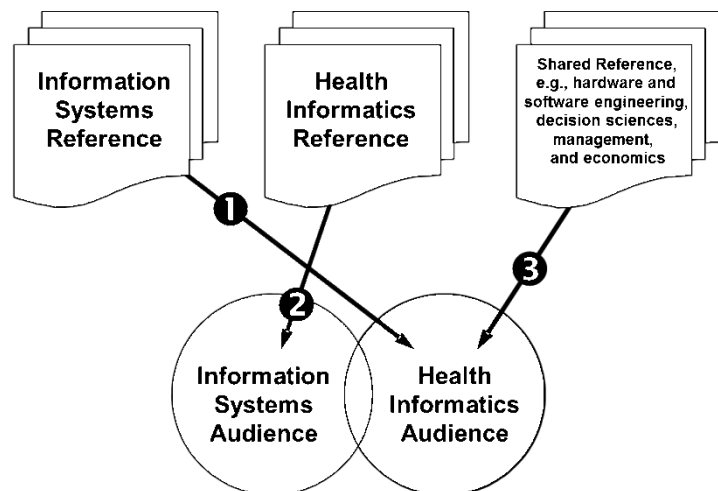 Information
Systems
Reference
Health
Informatics
Reference
Shared Reference,
e.g., hardware and
software engineering,
decision sciences,
management,
and economics
1
2
3
Information
Systems
Audience
Health
Informatics
Audience